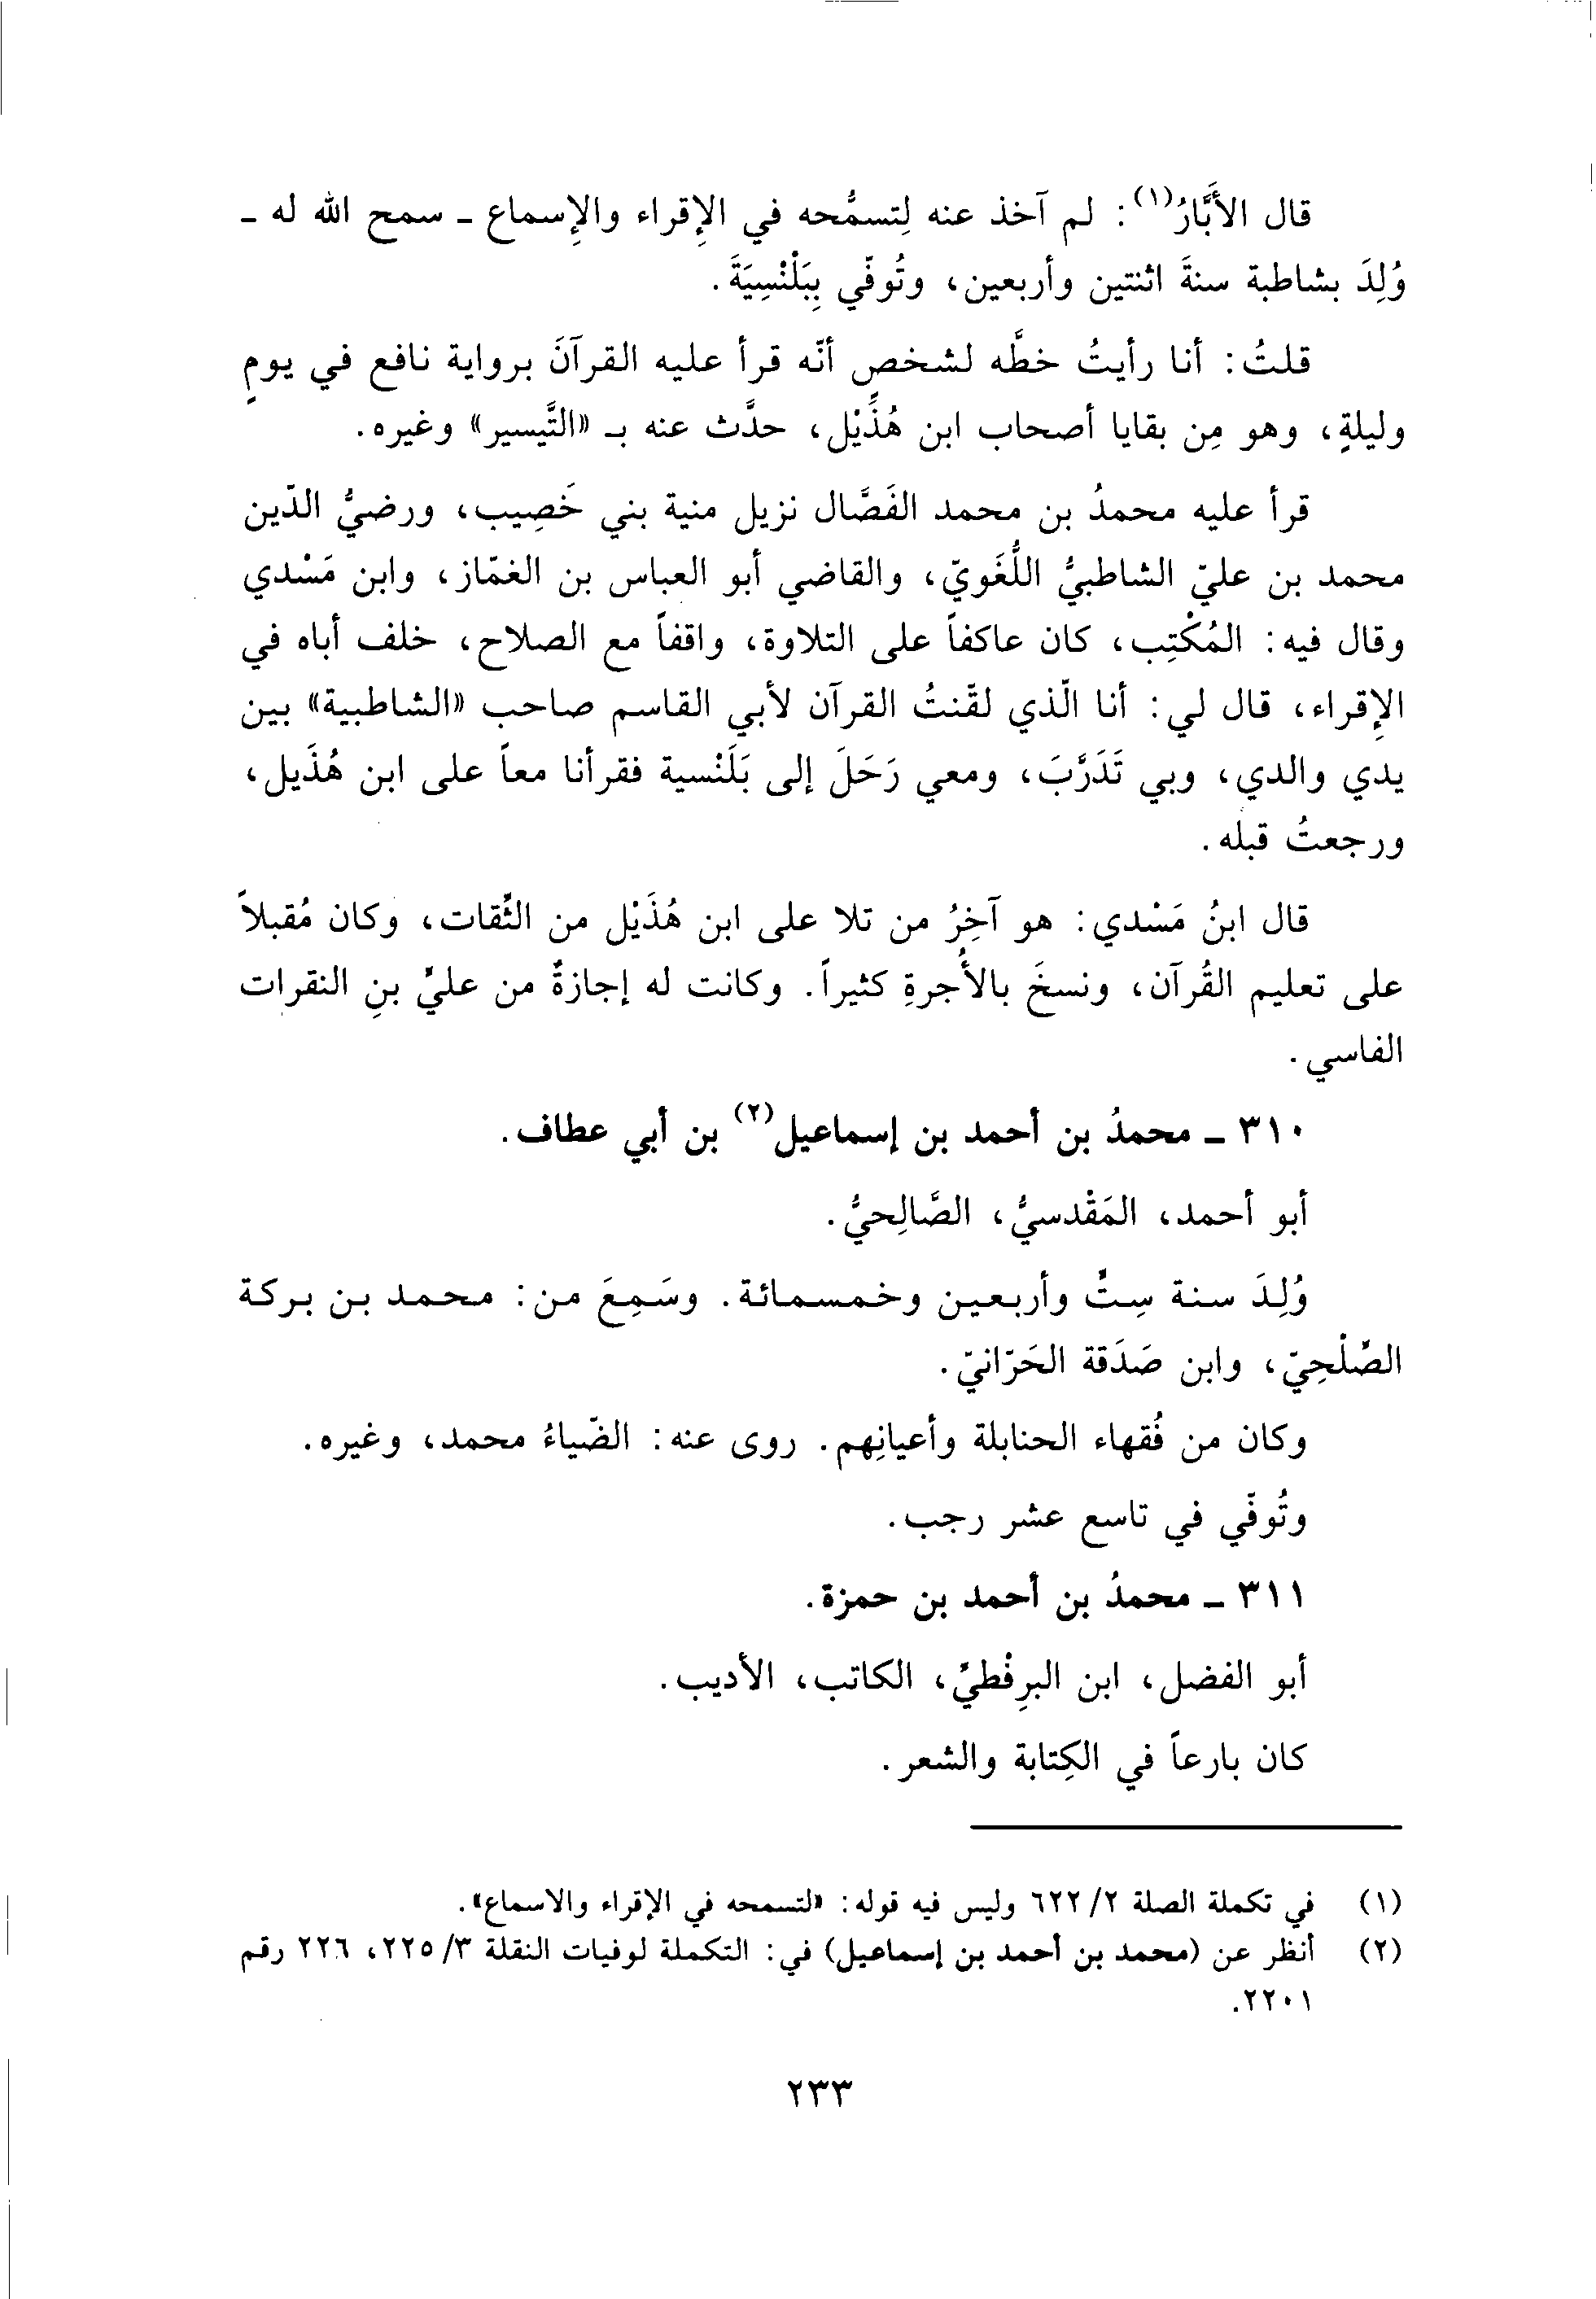 قال الأَبَّارُ(١): لم آخذ عنه لِتسمُّحه في الإِقراء والإِسماع ـ سمح الله له ـ
وُلِدَ بشاطبة سنةَ اثنتين وأربعين، وتُوفّي بِبَلْنْسِيَةَ.
قلتُ: أنا رأيتُ خطَّه لشخصٍ أنّه قرأ عليه القرآنَ برواية نافع في يومٍ
وليلةٍ، وهو مِن بقايا أصحاب ابن هُذَّيْل، حدَّث عنه بـ «التَّيسير» وغيره.
قرأ عليه محمدُ بن محمد الفَصَّال نزيل منية بني خَصِيب، ورضيُّ الدّين
محمد بن عليّ الشاطبيُّ اللُّغَويّ، والقاضي أبو العباس بن الغمّاز، وابن مَسْدي
وقال فيه: المُكْتِب، كان عاكفاً على التلاوة، واقفاً مع الصلاح، خلف أباه في
الإِقراء، قال لي: أنا الّذي لقّنتُ القرآن لأبي القاسم صاحب «الشاطبية» بين
يدي والدي، وبي تَدَرَّبَ، ومعي رَحَلَ إلى بَلَنْسية فقرأنا معاً على ابن هُذَيل،
ورجعتُ قبله.
قال ابنُ مَسْدي: هو آخِرُ من تلا على ابن هُذَيْل من الثِّقات، وكان مُقبلاً
على تعليم القُرآن، ونسخَ بالأُجرةِ كثيراً. وكانت له إجازةٌ من عليِّ بنِ النقرات
الفاسي.
٣١٠ ـ محمدُ بن أحمد بن إسماعيل(٢) بن أبي عطاف.
أبو أحمد، المَقْدسيُّ، الصَّالِحيُّ.
وُلِدَ سنة سِتٍّ وأربعين وخمسمائة. وسَمِعَ من: محمد بن بركة
الصِّلْحِيّ، وابن صَدَقة الحَرّانيّ.
وكان من فُقهاء الحنابلة وأعيانِهم. روى عنه: الضّياءُ محمد، وغيره.
وتُوفّي في تاسع عشر رجب.
٣١١ ـ محمدُ بن أحمد بن حمزة.
أبو الفضل، ابن البرِفْطيِّ، الكاتب، الأديب.
كان بارعاً في الكِتابة والشعر.
(١) في تكملة الصلة ٢/ ٦٢٢ وليس فيه قوله: «لتسمحه في الإقراء والاسماع».
(٢) أنظر عن (محمد بن أحمد بن إسماعيل) في: التكملة لوفيات النقلة ٣/ ٢٢٥، ٢٢٦ رقم
٢٢٠١.
٢٣٣